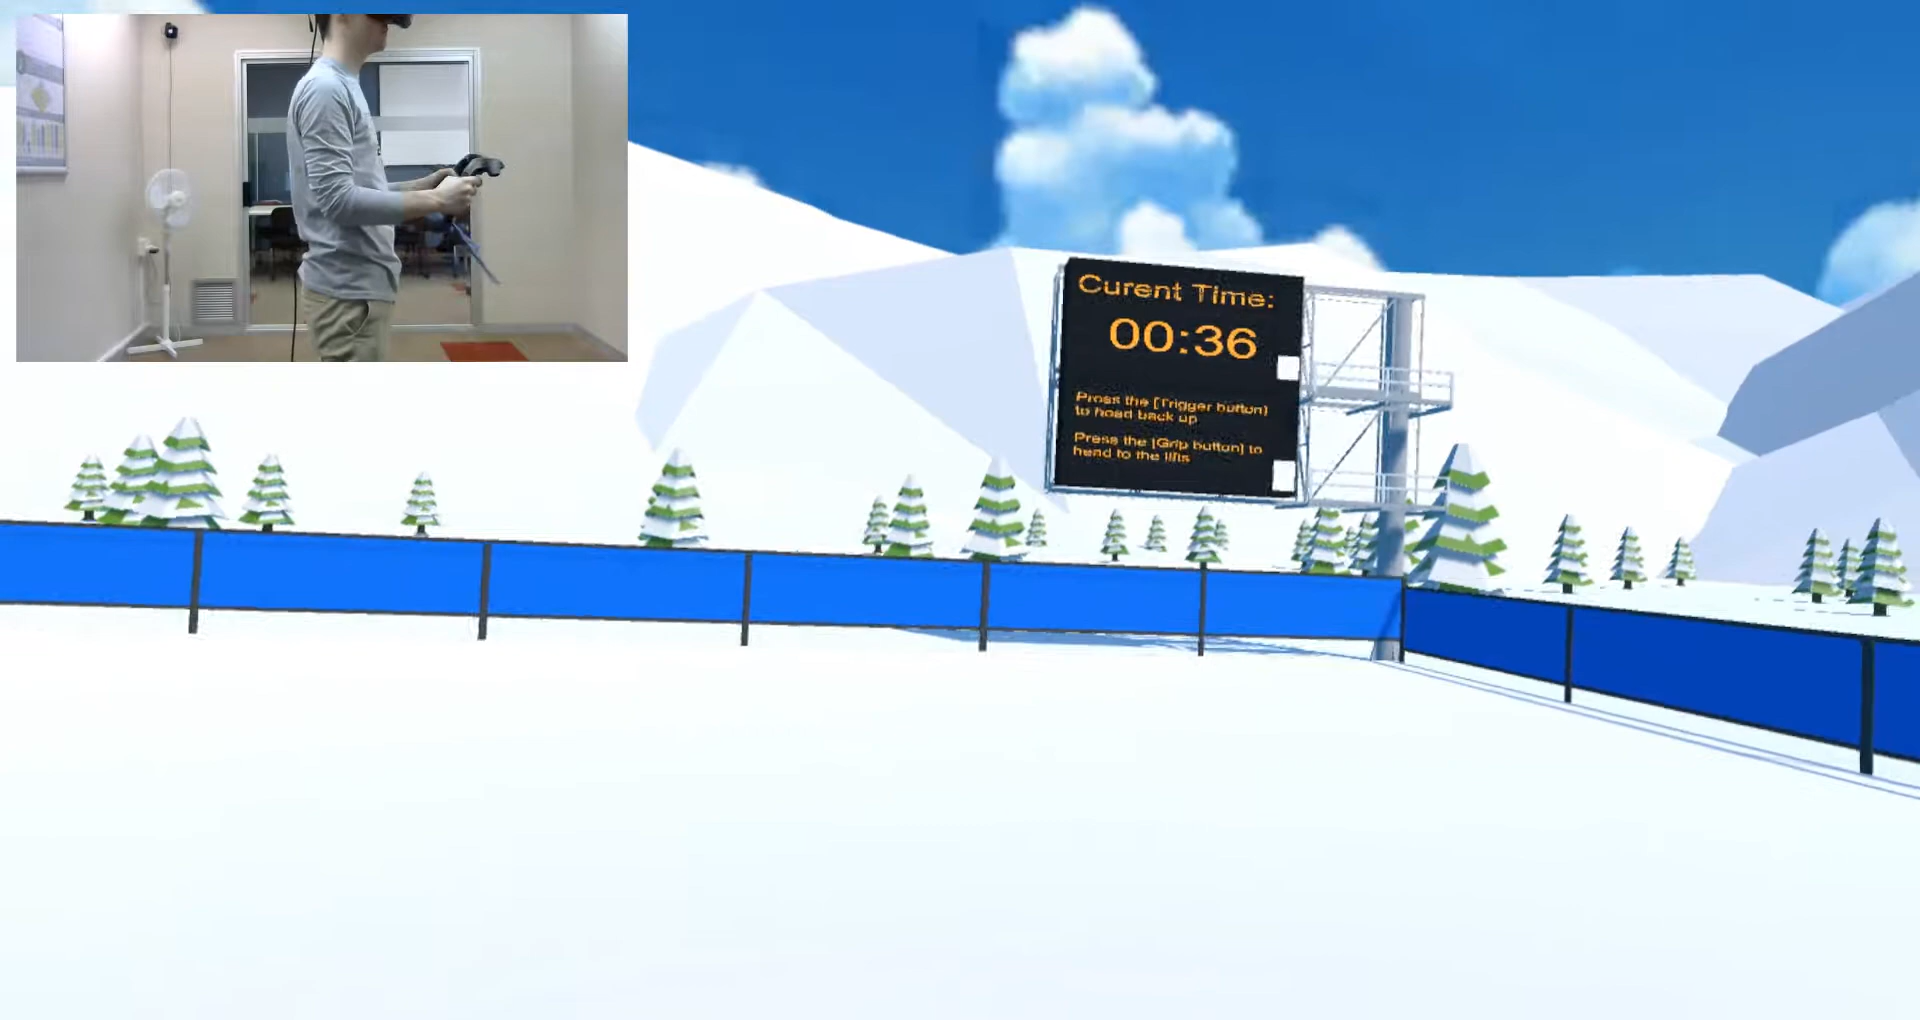 Curent Time:
00:36
Press the [Trigger button]
to head back up
Press the [Grip button] to
head to the lifts